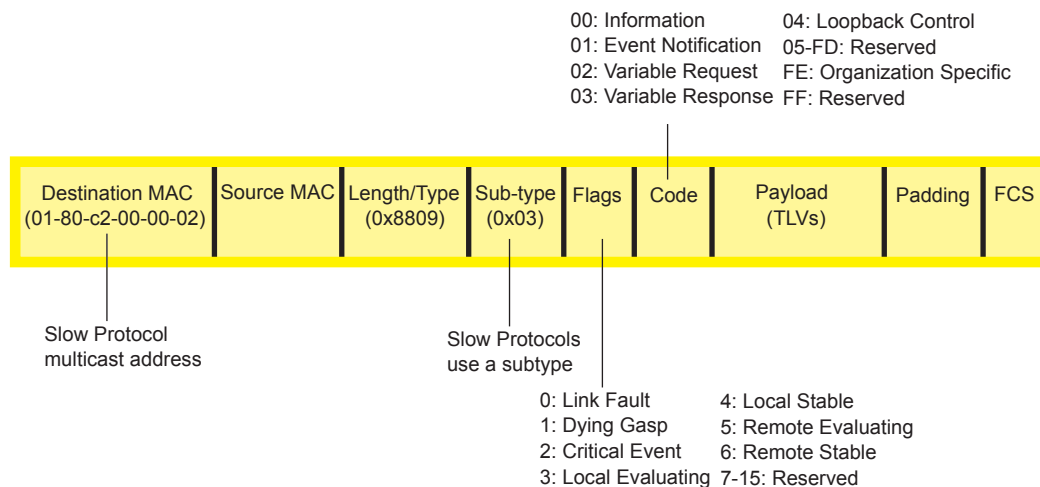 00: Information
01: Event Notification
02: Variable Request
03: Variable Response
04: Loopback Control
05-FD: Reserved
FE: Organization Specific
FF: Reserved
Destination MAC
(01-80-c2-00-00-02)
Source MAC
Length/Type
(0x8809)
Sub-type
(0x03)
Flags
Code
Payload
(TLVs)
Padding
FCS
Slow Protocol
multicast address
Slow Protocols
use a subtype
0: Link Fault
1: Dying Gasp
2: Critical Event
3: Local Evaluating
4: Local Stable
5: Remote Evaluating
6: Remote Stable
7-15: Reserved